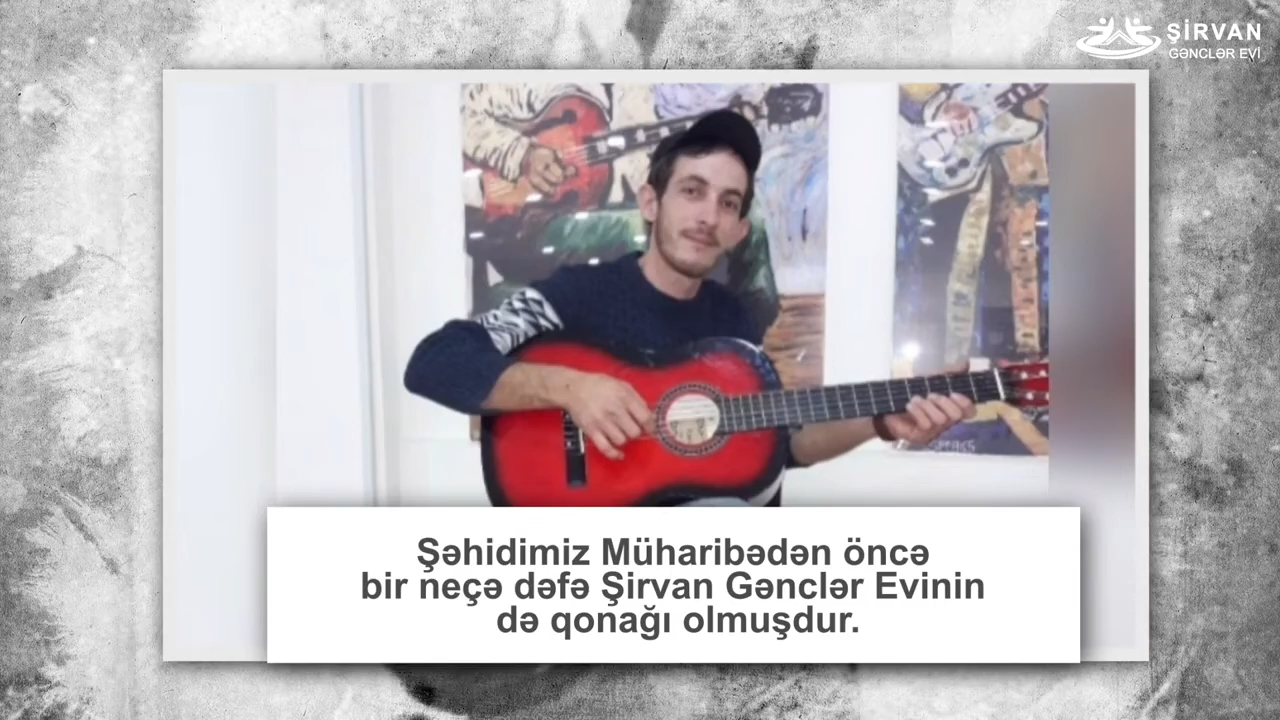 ŞİRVAN
GƏNCLƏR EVİ
Şəhidimiz Müharibədən öncə
bir neçə dəfə Şirvan Gənclər Evinin
də qonağı olmuşdur.